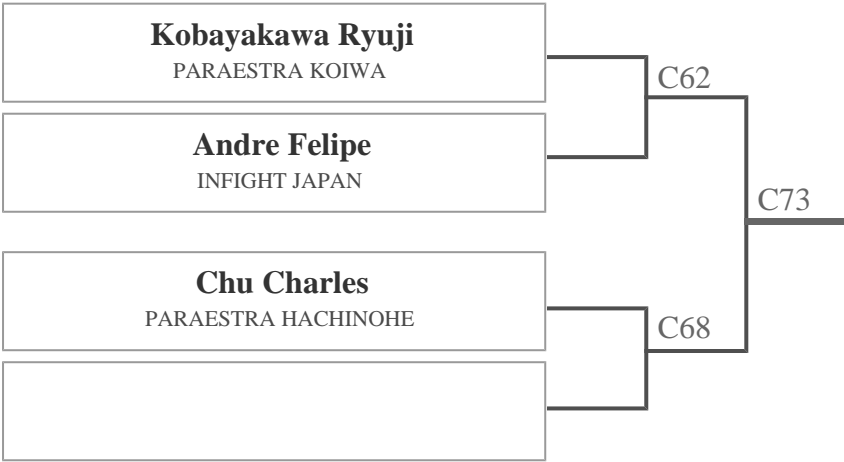 Kobayakawa Ryuji
PARAESTRA KOIWA
C62
Andre Felipe
INFIGHT JAPAN
C73
Chu Charles
PARAESTRA HACHINOHE
C68